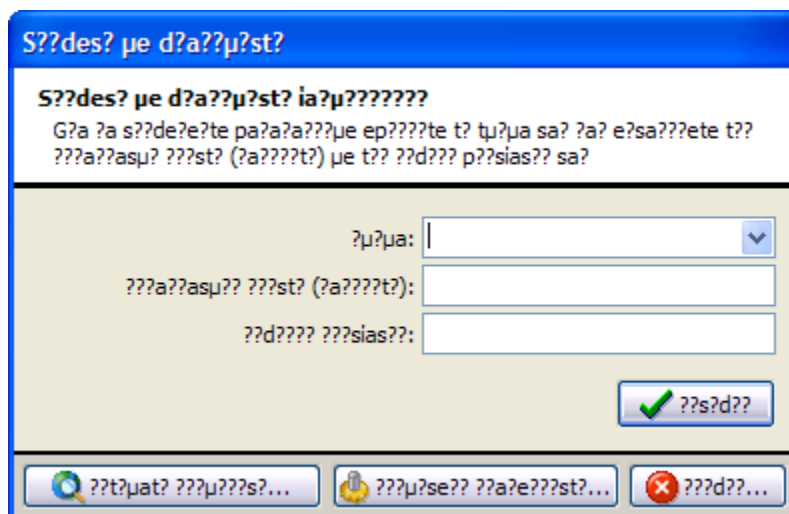 S??des? µe d?a??µ?st?
S??des? µe d?a??µ?st? ia?µ???????
G?a ?a s??de?e?te pa?a?a???µe ep????te t? tµ?µa sa? ?a? e?sa???ete t??
???a??asµ? ???st? (?a????t?) µe t?? ??d??? p??sias?? sa?
?µ?µa:
???a??asµ?? ???st? (?a????t?):
??d???? ???sias??:
??s?d??
??t?µat? ???µ???s?...
???µ?se?? ??a?e???st?...
???d??...